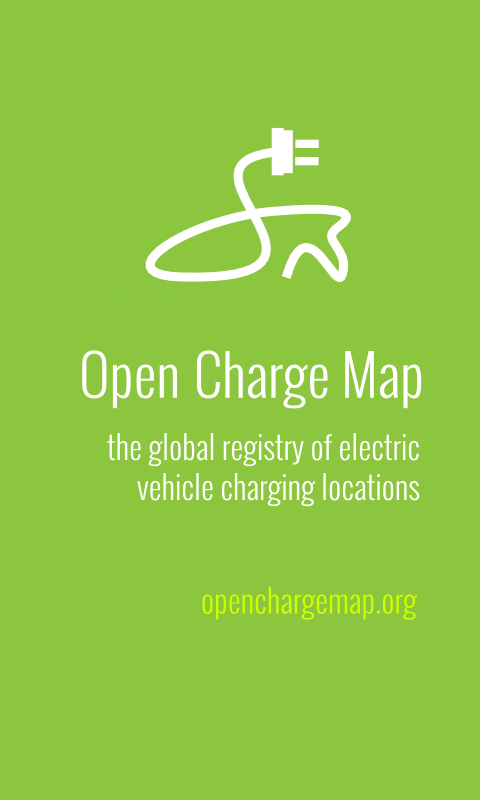 Open Charge Map
the global registry of electric
vehicle charging locations
openchargemap.org